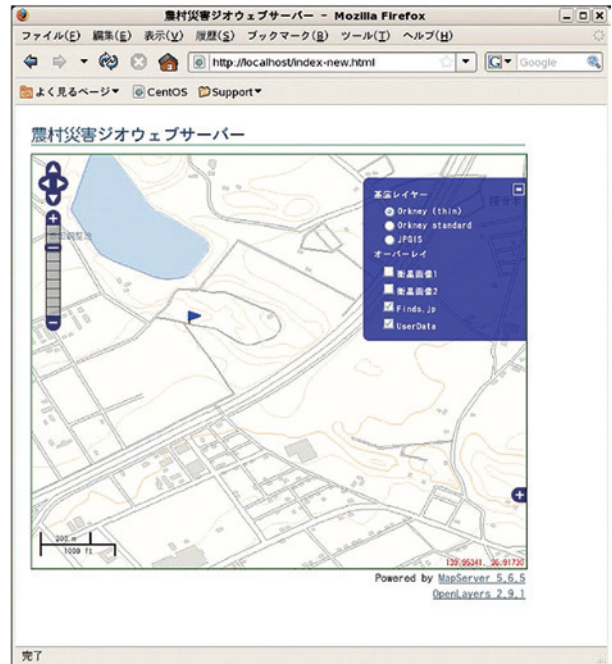 農村災害ジオウェブサーバー - Mozilla Firefox
ファイル(F) 編集(E) 表示(V) 履歴(S) ブックマーク(B) ツール(T) ヘルプ(H)
http://localhost/index-new.html
Google
よく見るページ CentOS Support
農村災害ジオウェブサーバー
基底レイヤー
Orkney (thin)
Orkney standard
JPGIS
オーバーレイ
衛星画像1
衛星画像2
Finds.jp
UserData
200 m
1000 ft
Powered by MapServer 5.6.5
OpenLayers 2.9.1
完了